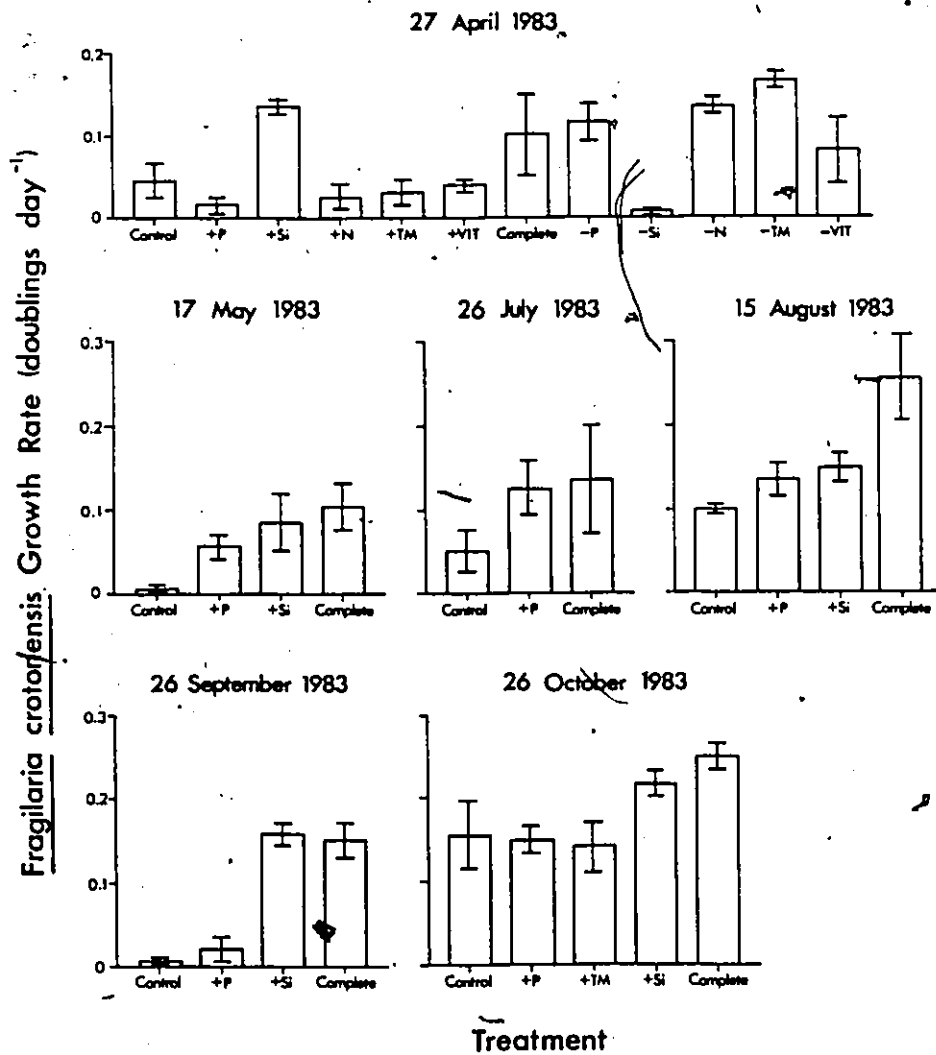 27 April 1983
Fragilaria crotonensis Growth Rate (doublings day⁻¹)
0.2
0.1
0
Control +P +Si +N +TM +VIT Complete −P −Si −N −TM −VIT
17 May 1983
0.3
0.2
0.1
0
Control +P +Si Complete
26 July 1983
Control +P Complete
15 August 1983
Control +P +Si Complete
26 September 1983
0.3
0.2
0.1
0
Control +P +Si Complete
26 October 1983
Control +P +TM +Si Complete
Treatment